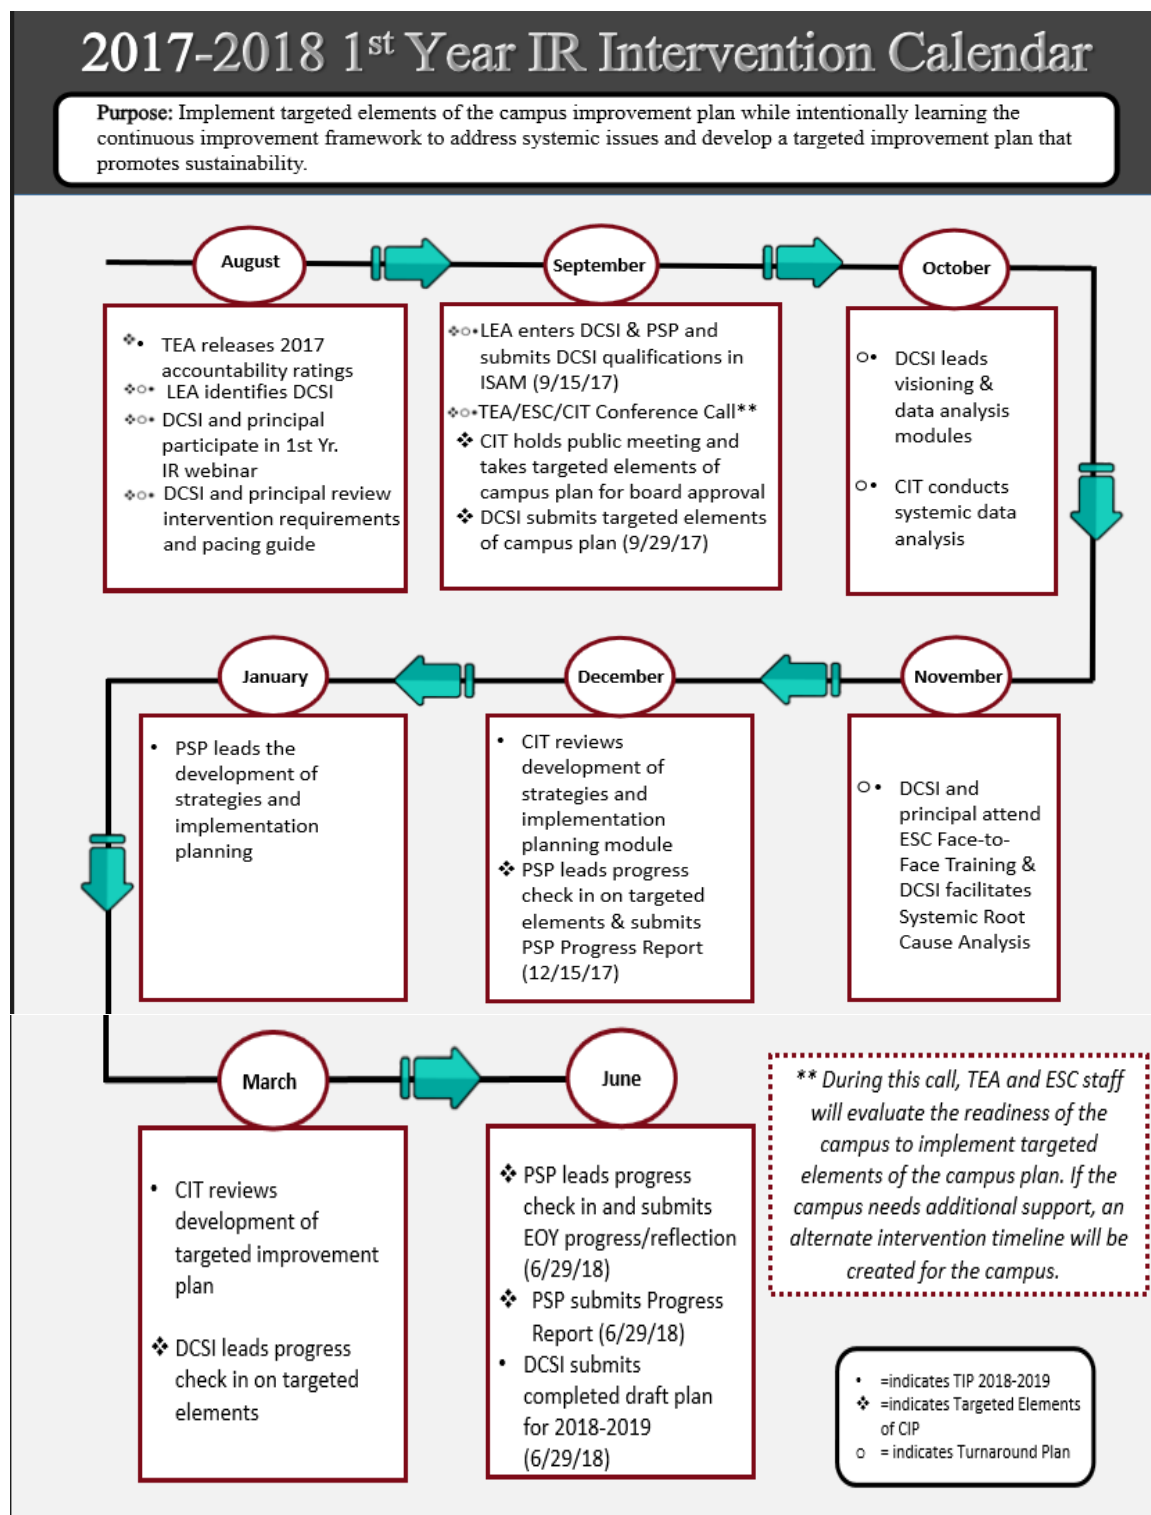 2017-2018 1st Year IR Intervention Calendar
Purpose: Implement targeted elements of the campus improvement plan while intentionally learning the
continuous improvement framework to address systemic issues and develop a targeted improvement plan that
promotes sustainability.
August
September
October
❖• TEA releases 2017
accountability ratings
❖○• LEA identifies DCSI
❖○• DCSI and principal
participate in 1st Yr.
IR webinar
❖○• DCSI and principal review
intervention requirements
and pacing guide
❖○•LEA enters DCSI & PSP and
submits DCSI qualifications in
ISAM (9/15/17)
❖○•TEA/ESC/CIT Conference Call**
❖ CIT holds public meeting and
takes targeted elements of
campus plan for board approval
❖ DCSI submits targeted elements
of campus plan (9/29/17)
○• DCSI leads
visioning &
data analysis
modules
○• CIT conducts
systemic data
analysis
January
December
November
• PSP leads the
development of
strategies and
implementation
planning
• CIT reviews
development of
strategies and
implementation
planning module
❖ PSP leads progress
check in on targeted
elements & submits
PSP Progress Report
(12/15/17)
○• DCSI and
principal attend
ESC Face-to-
Face Training &
DCSI facilitates
Systemic Root
Cause Analysis
March
June
• CIT reviews
development of
targeted improvement
plan
❖ DCSI leads progress
check in on targeted
elements
❖ PSP leads progress
check in and submits
EOY progress/reflection
(6/29/18)
❖ PSP submits Progress
Report (6/29/18)
• DCSI submits
completed draft plan
for 2018-2019
(6/29/18)
** During this call, TEA and ESC staff
will evaluate the readiness of the
campus to implement targeted
elements of the campus plan. If the
campus needs additional support, an
alternate intervention timeline will be
created for the campus.
• =indicates TIP 2018-2019
❖ =indicates Targeted Elements
of CIP
○ = indicates Turnaround Plan